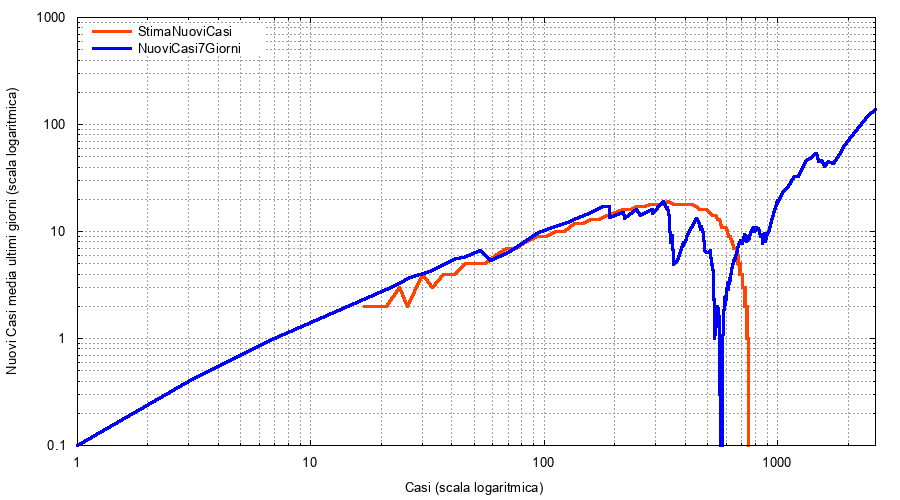 1000
StimaNuoviCasi
NuoviCasi7Giorni
100
10
1
0.1
Nuovi Casi media ultimi giorni (scala logaritmica)
1 10 100 1000
Casi (scala logaritmica)